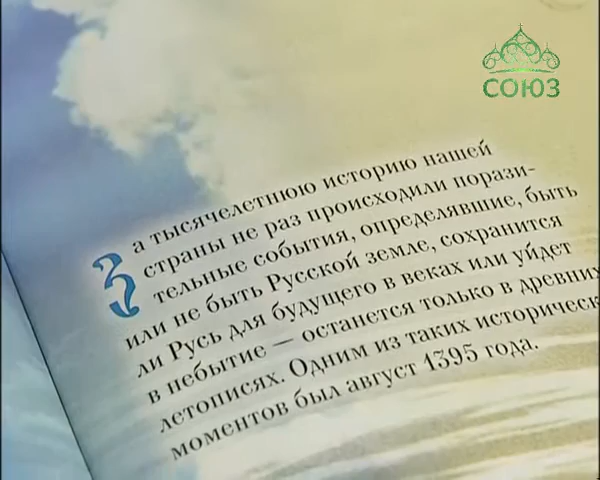 СОЮЗ
За тысячелетнюю историю нашей
страны не раз происходили порази-
тельные события, определявшие, быть
или не быть Русской земле, сохранится
ли Русь для будущего в веках или уйдет
в небытие — останется только в древних
летописях. Одним из таких историческ
моментов был август 1395 года.